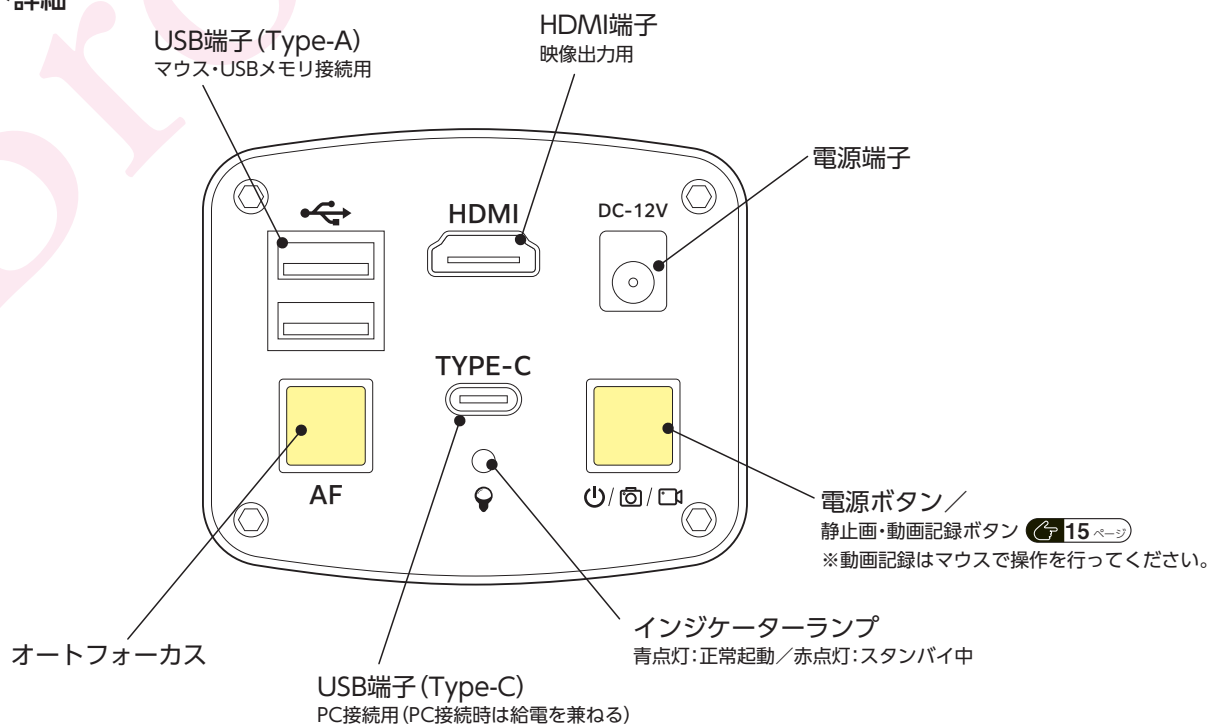 詳細
USB端子(Type-A)
マウス・USBメモリ接続用
HDMI端子
映像出力用
電源端子
HDMI
DC-12V
TYPE-C
AF
電源ボタン／
静止画・動画記録ボタン 15 ページ
※動画記録はマウスで操作を行ってください。
インジケーターランプ
青点灯：正常起動／赤点灯：スタンバイ中
オートフォーカス
USB端子(Type-C)
PC接続用(PC接続時は給電を兼ねる)